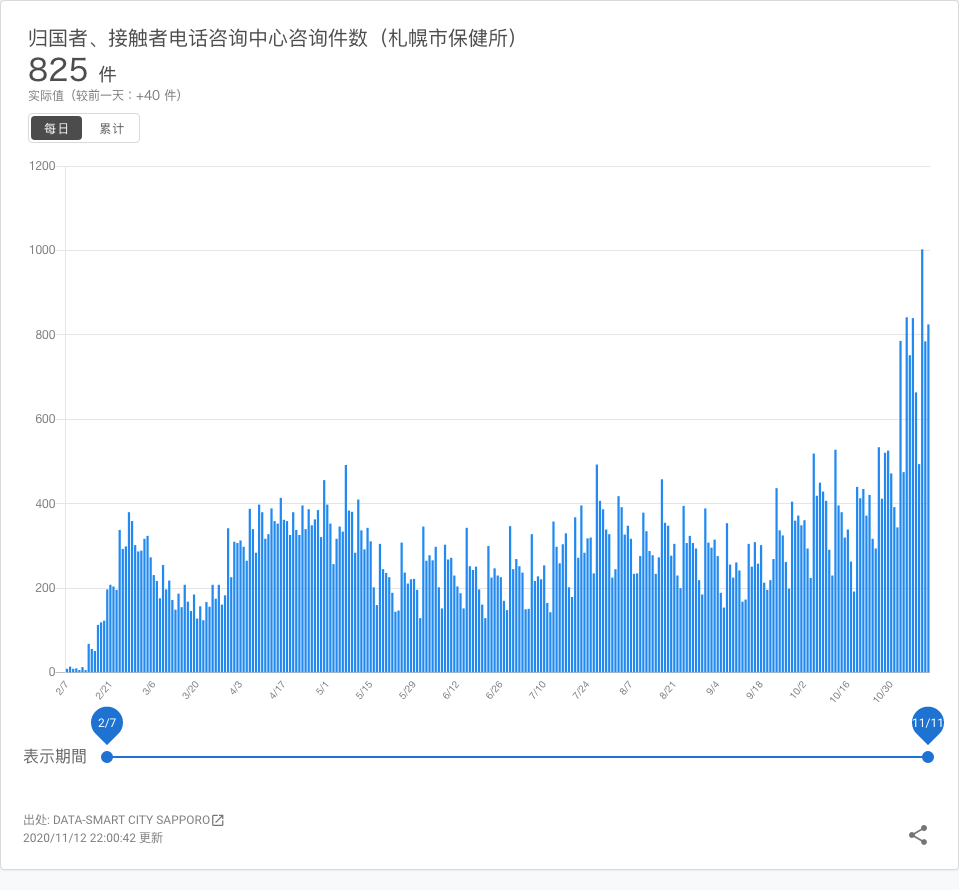 归国者、接触者电话咨询中心咨询件数（札幌市保健所）
825 件
实际值（较前一天：+40 件）
每日 累计
1200
1000
800
600
400
200
0
2/7 2/21 3/6 3/20 4/3 4/17 5/1 5/15 5/29 6/12 6/26 7/10 7/24 8/7 8/21 9/4 9/18 10/2 10/16 10/30
2/7 11/11
表示期間
出处: DATA-SMART CITY SAPPORO
2020/11/12 22:00:42 更新